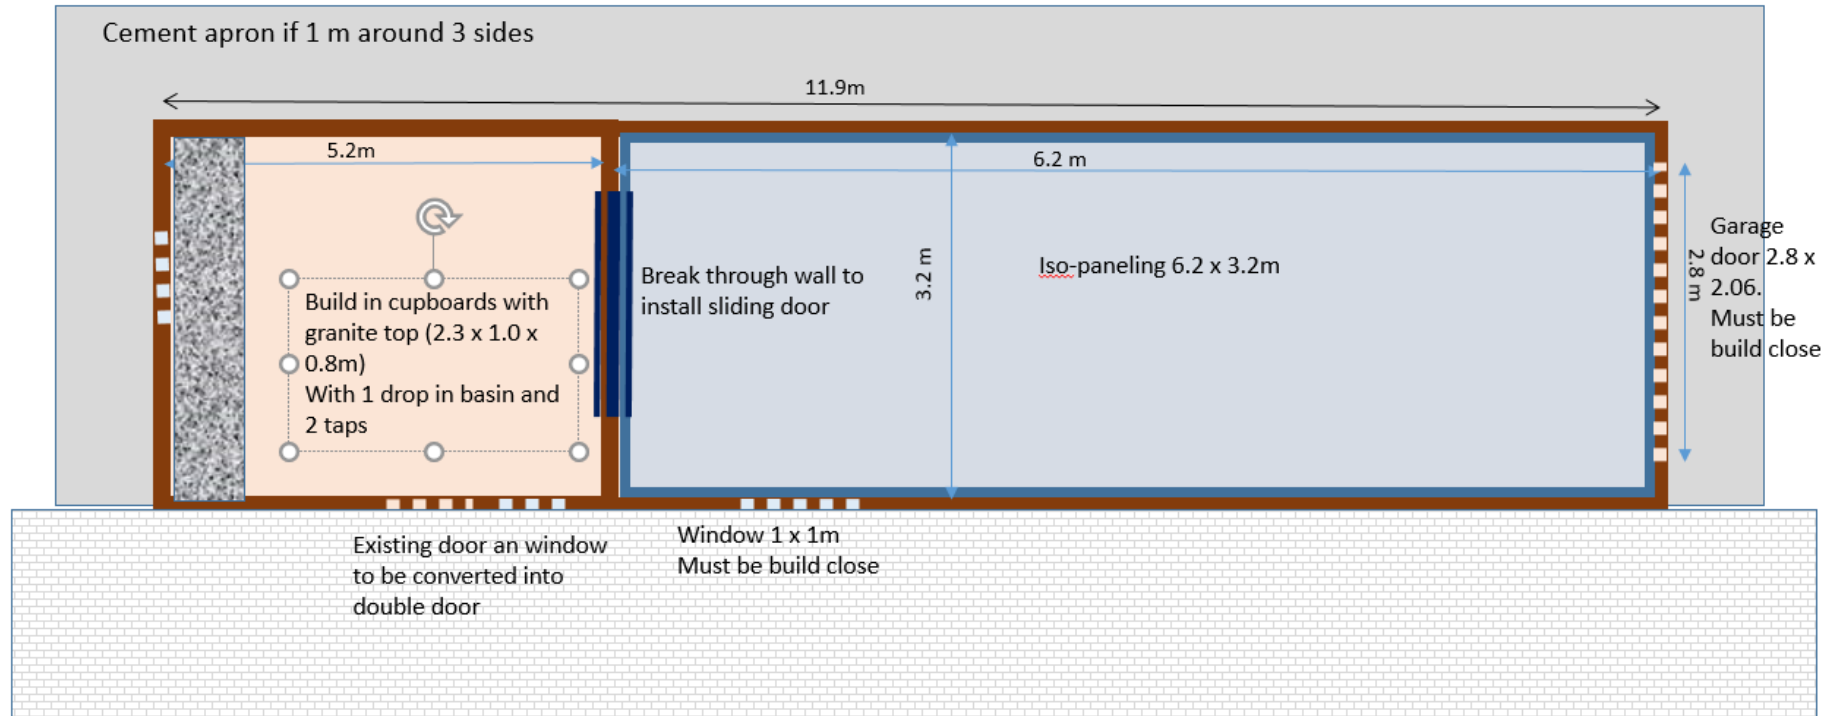 Cement apron if 1 m around 3 sides
11.9m
5.2m
6.2 m
3.2 m
Iso-paneling 6.2 x 3.2m
Break through wall to
install sliding door
Build in cupboards with
granite top (2.3 x 1.0 x
0.8m)
With 1 drop in basin and
2 taps
2.8 m
Garage
door 2.8 x
2.06.
Must be
build close
Existing door an window
to be converted into
double door
Window 1 x 1m
Must be build close